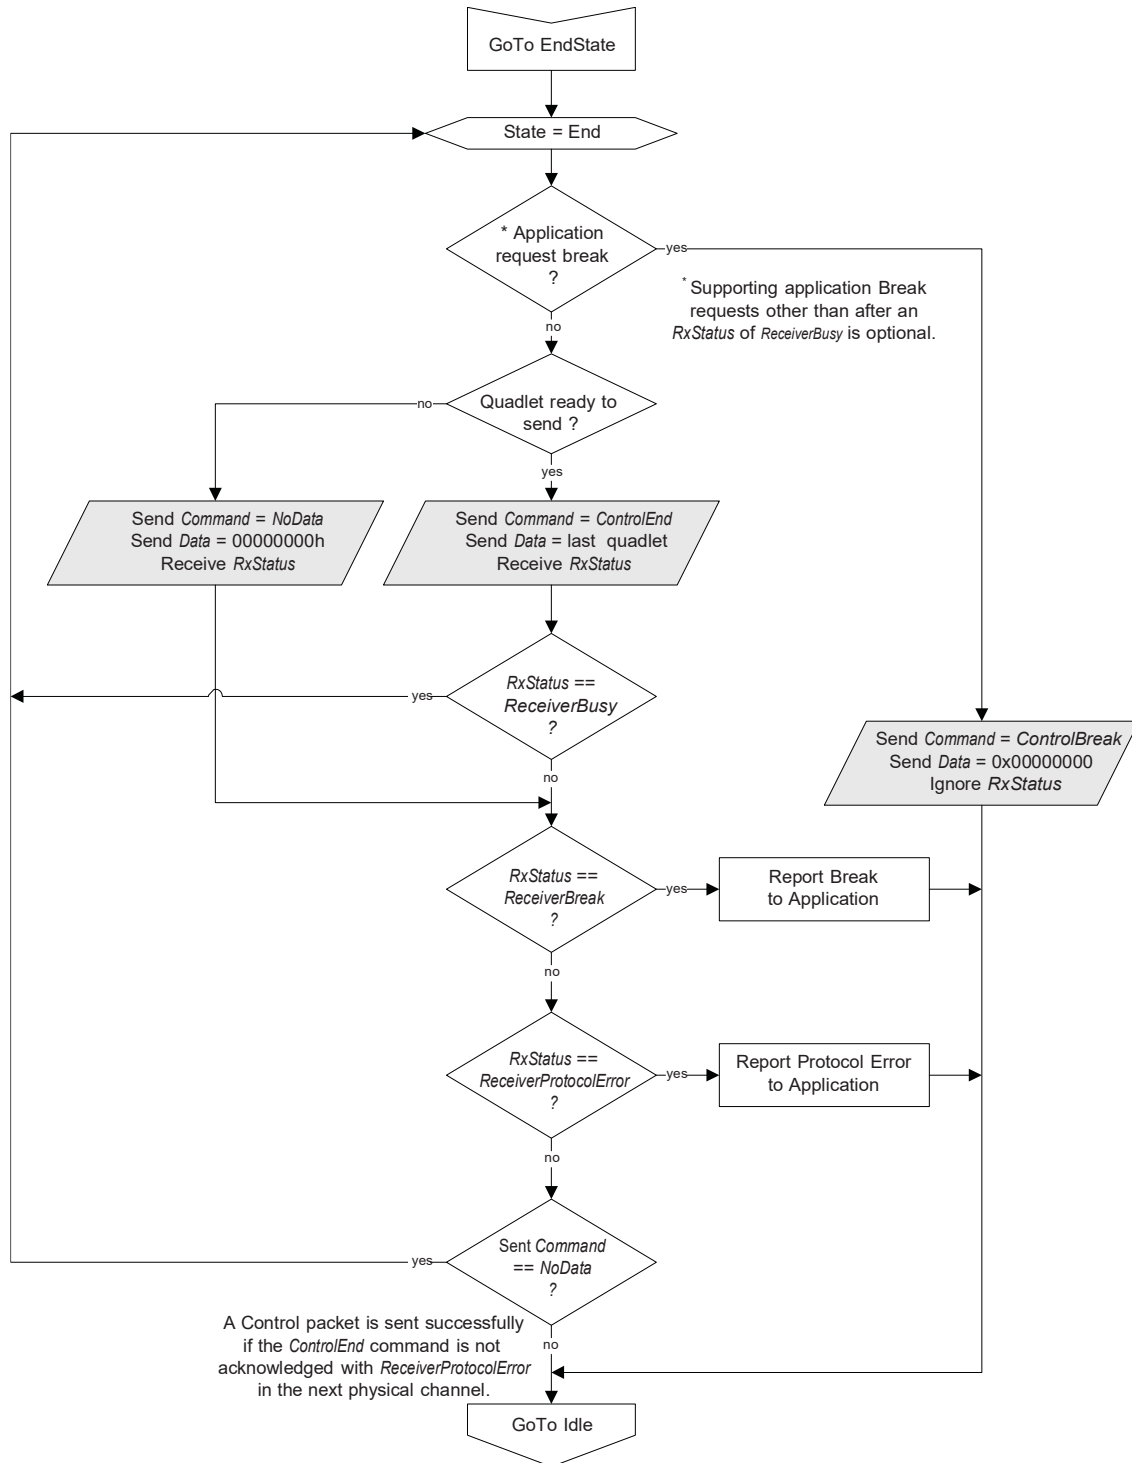 GoTo EndState
State = End
* Application
request break
?
yes
* Supporting application Break
requests other than after an
RxStatus of ReceiverBusy is optional.
no
Quadlet ready to
send ?
no
yes
Send Command = NoData
Send Data = 00000000h
Receive RxStatus
Send Command = ControlEnd
Send Data = last quadlet
Receive RxStatus
RxStatus ==
ReceiverBusy
?
yes
no
Send Command = ControlBreak
Send Data = 0x00000000
Ignore RxStatus
RxStatus ==
ReceiverBreak
?
yes
Report Break
to Application
no
RxStatus ==
ReceiverProtocolError
?
yes
Report Protocol Error
to Application
no
Sent Command
== NoData
?
yes
no
A Control packet is sent successfully
if the ControlEnd command is not
acknowledged with ReceiverProtocolError
in the next physical channel.
GoTo Idle